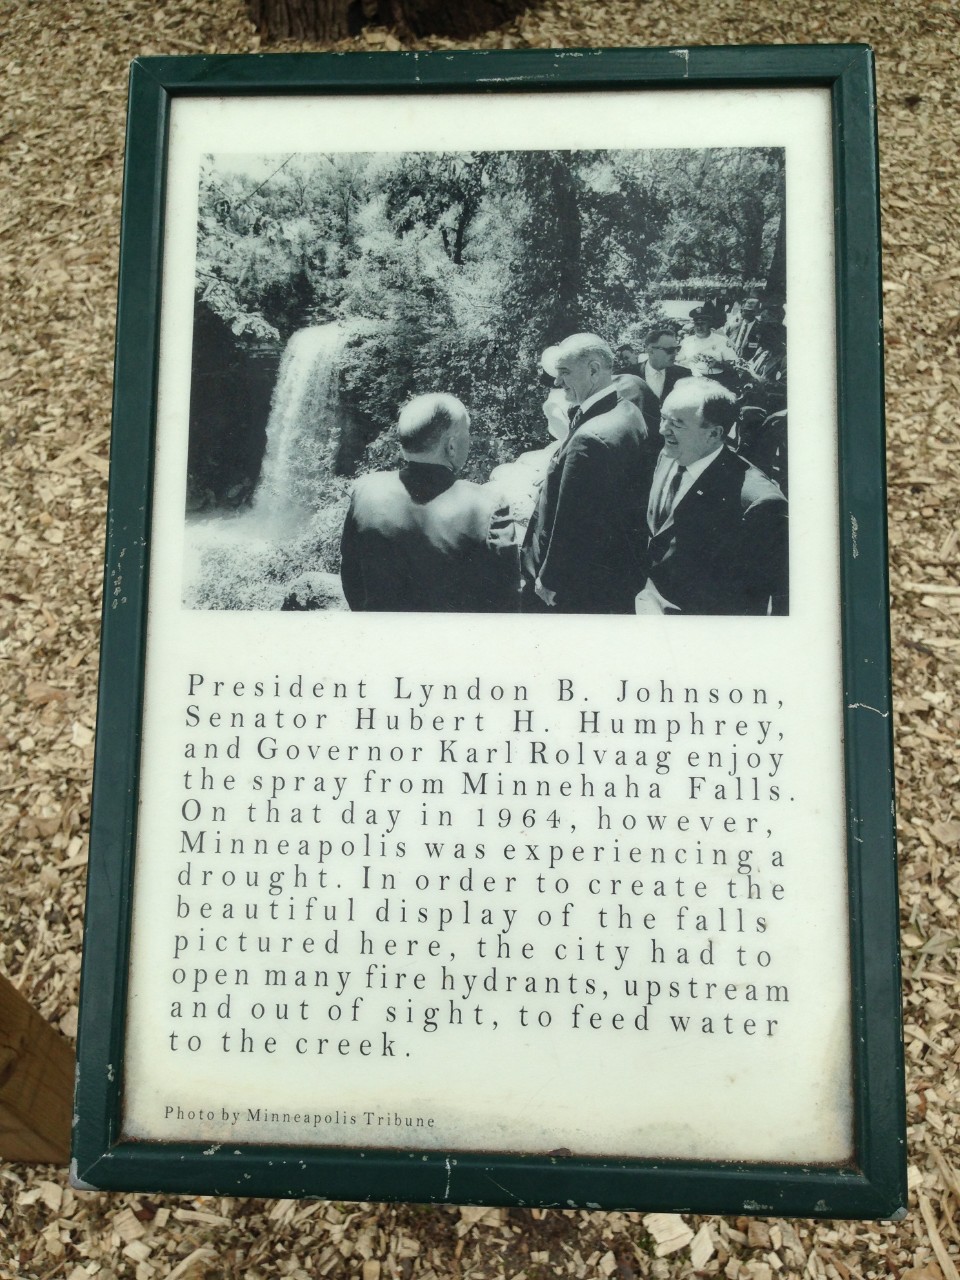 President Lyndon B. Johnson,
Senator Hubert H. Humphrey,
and Governor Karl Rolvaag enjoy
the spray from Minnehaha Falls.
On that day in 1964, however,
Minneapolis was experiencing a
drought. In order to create the
beautiful display of the falls
pictured here, the city had to
open many fire hydrants, upstream
and out of sight, to feed water
to the creek.
Photo by Minneapolis Tribune